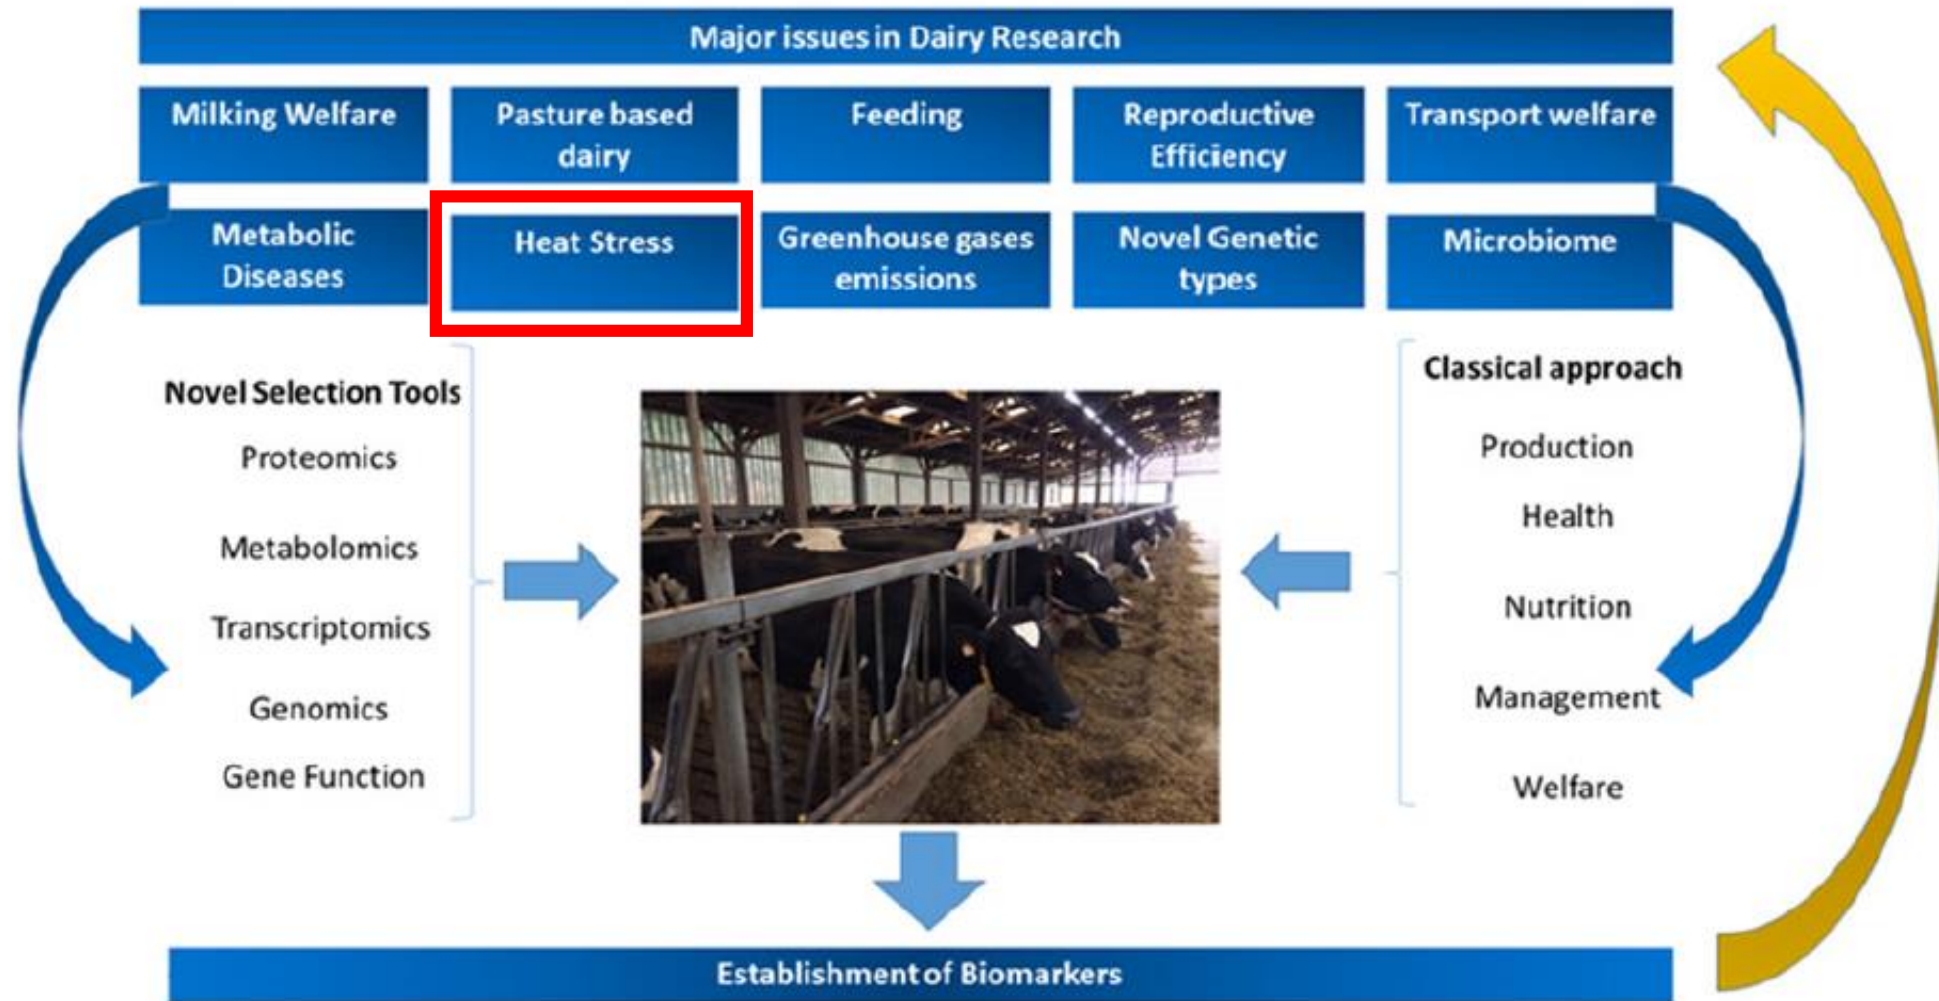 Major issues in Dairy Research
Milking Welfare
Pasture based
dairy
Feeding
Reproductive
Efficiency
Transport welfare
Metabolic
Diseases
Heat Stress
Greenhouse gases
emissions
Novel Genetic
types
Microbiome
Novel Selection Tools
Proteomics
Metabolomics
Transcriptomics
Genomics
Gene Function
Classical approach
Production
Health
Nutrition
Management
Welfare
Establishment of Biomarkers